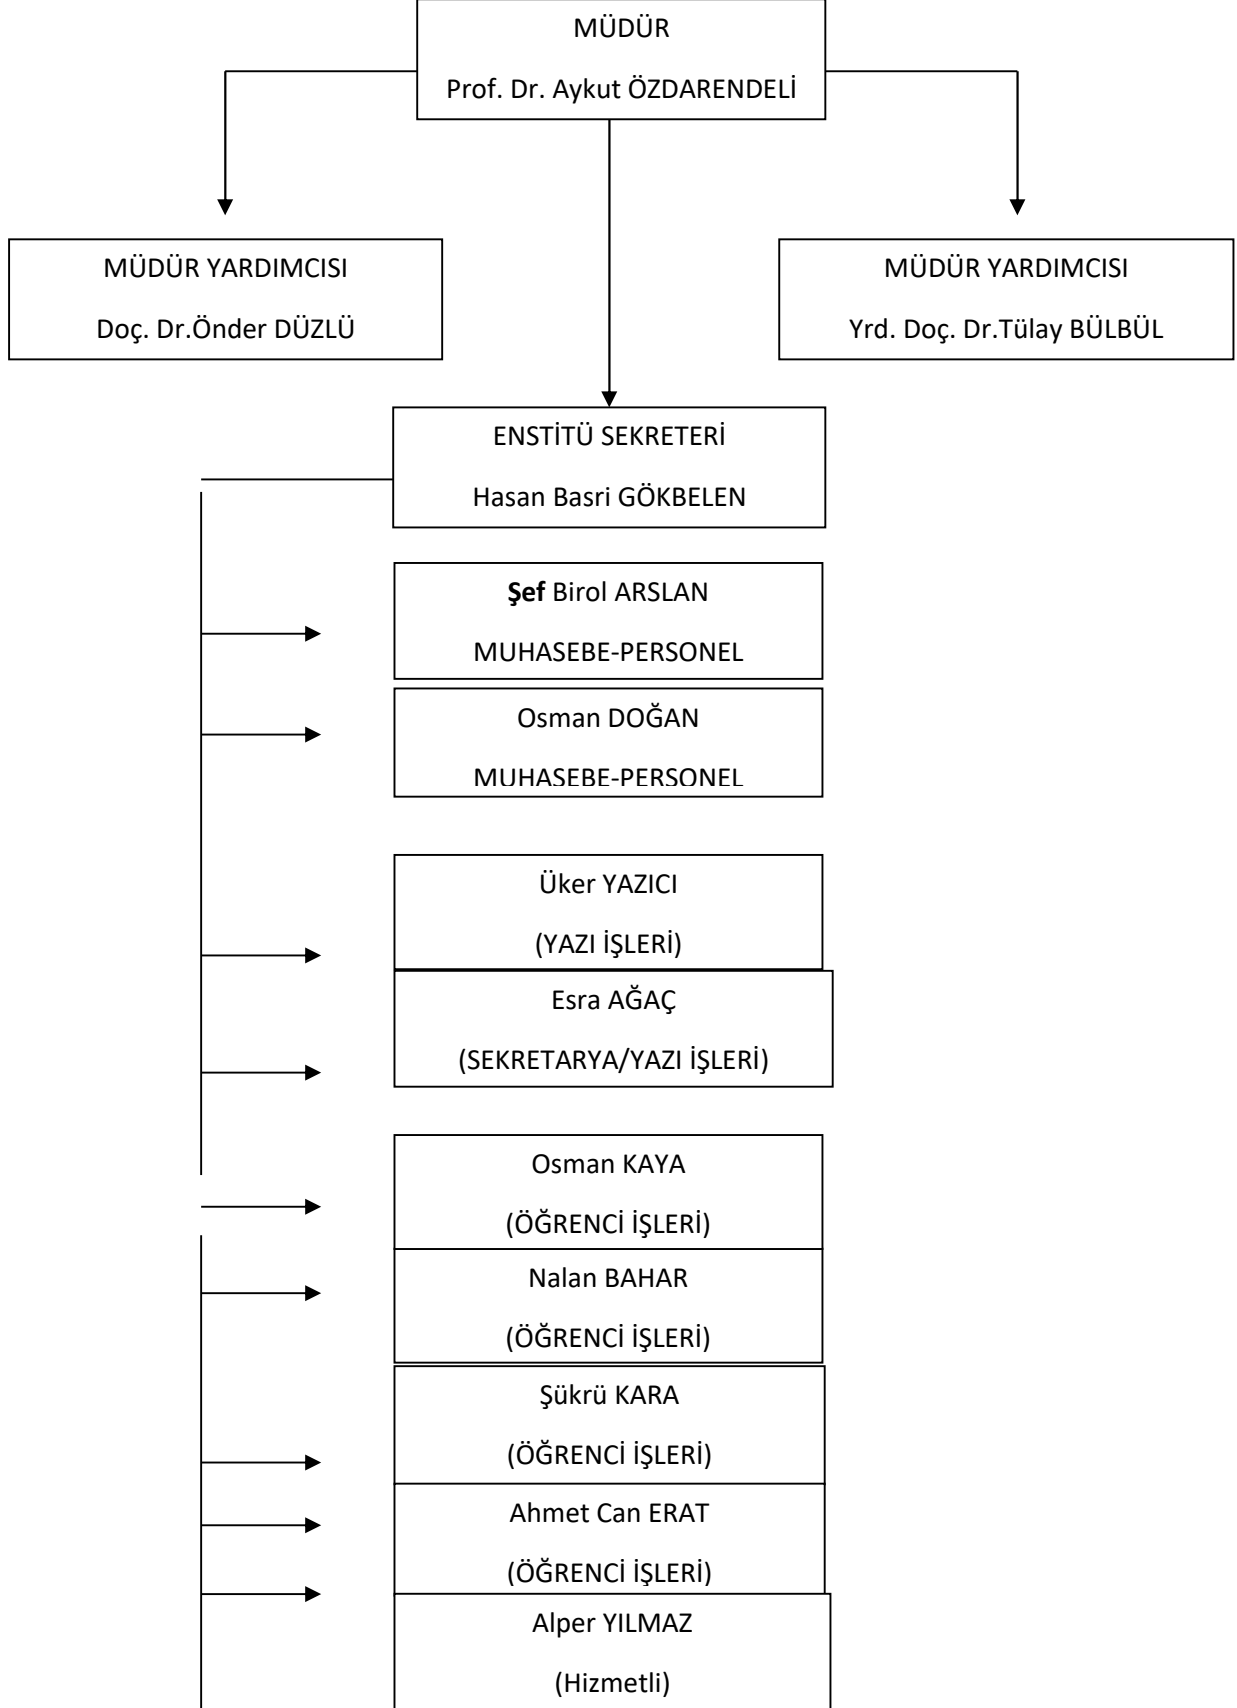 MÜDÜR
Prof. Dr. Aykut ÖZDARENDELİ
MÜDÜR YARDIMCISI
Doç. Dr.Önder DÜZLÜ
MÜDÜR YARDIMCISI
Yrd. Doç. Dr.Tülay BÜLBÜL
ENSTİTÜ SEKRETERİ
Hasan Basri GÖKBELEN
Şef Birol ARSLAN
MUHASEBE-PERSONEL
Osman DOĞAN
MUHASEBE-PERSONEL
Üker YAZICI
(YAZI İŞLERİ)
Esra AĞAÇ
(SEKRETARYA/YAZI İŞLERİ)
Osman KAYA
(ÖĞRENCİ İŞLERİ)
Nalan BAHAR
(ÖĞRENCİ İŞLERİ)
Şükrü KARA
(ÖĞRENCİ İŞLERİ)
Ahmet Can ERAT
(ÖĞRENCİ İŞLERİ)
Alper YILMAZ
(Hizmetli)